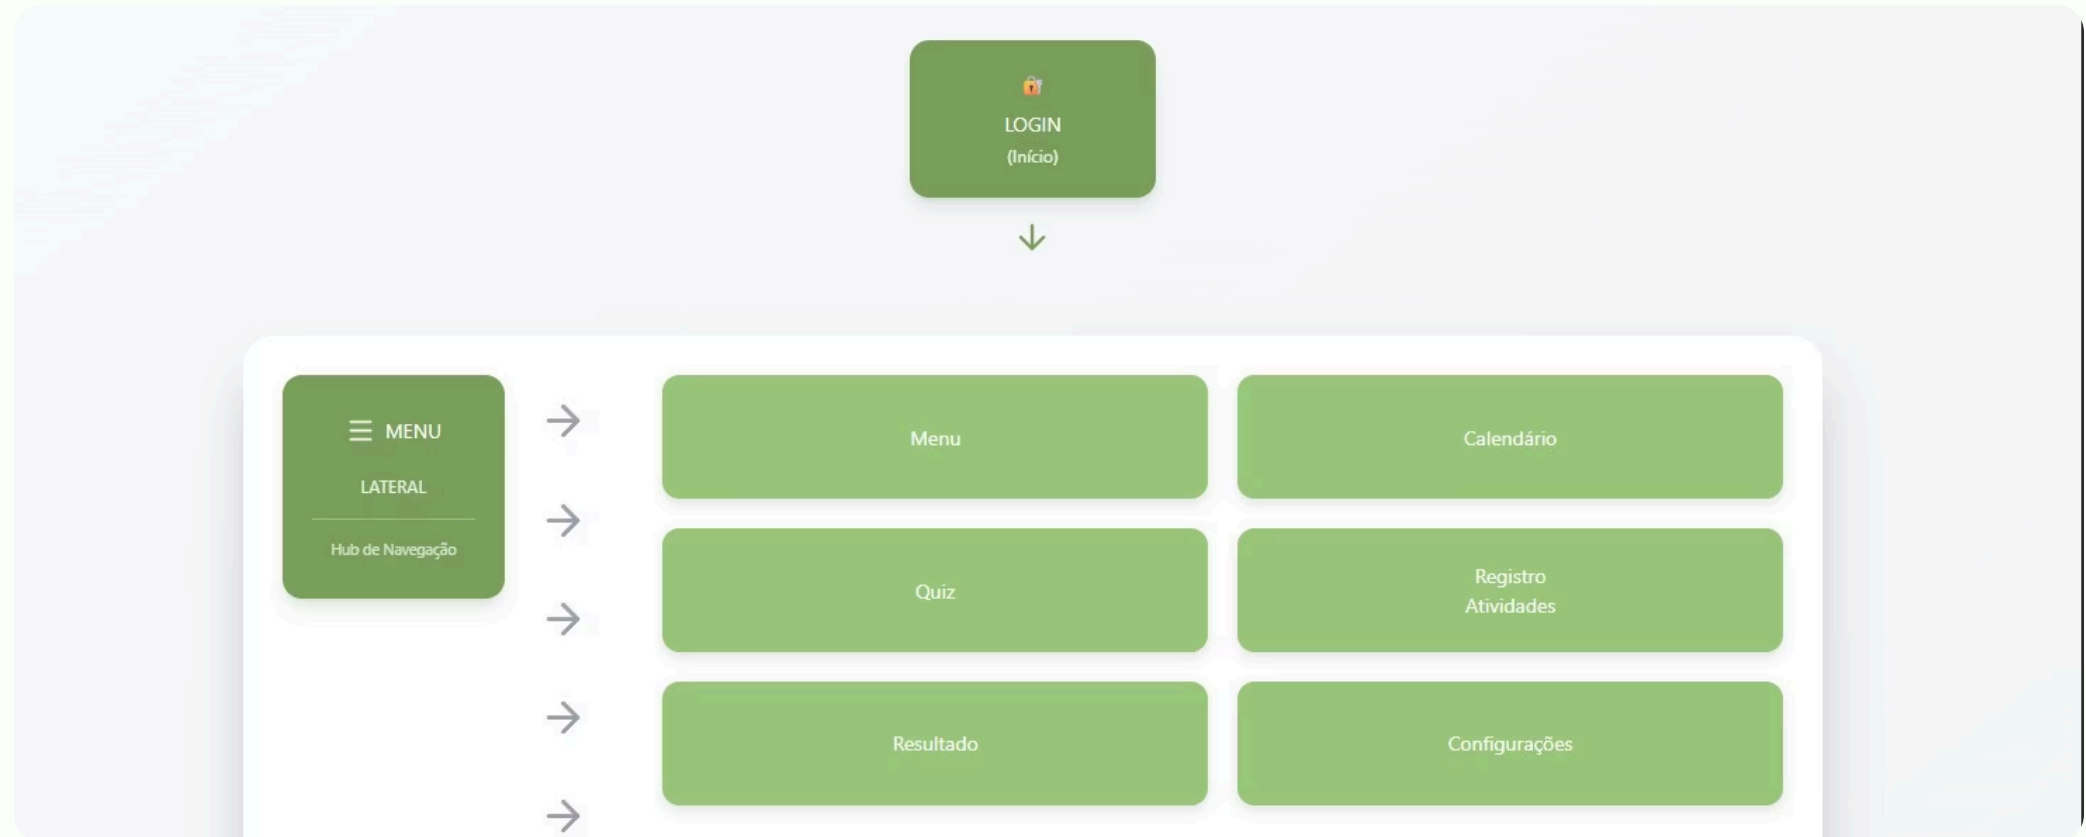 LOGIN
(Início)
MENU
LATERAL
Hub de Navegação
Menu
Calendário
Quiz
Registro
Atividades
Resultado
Configurações